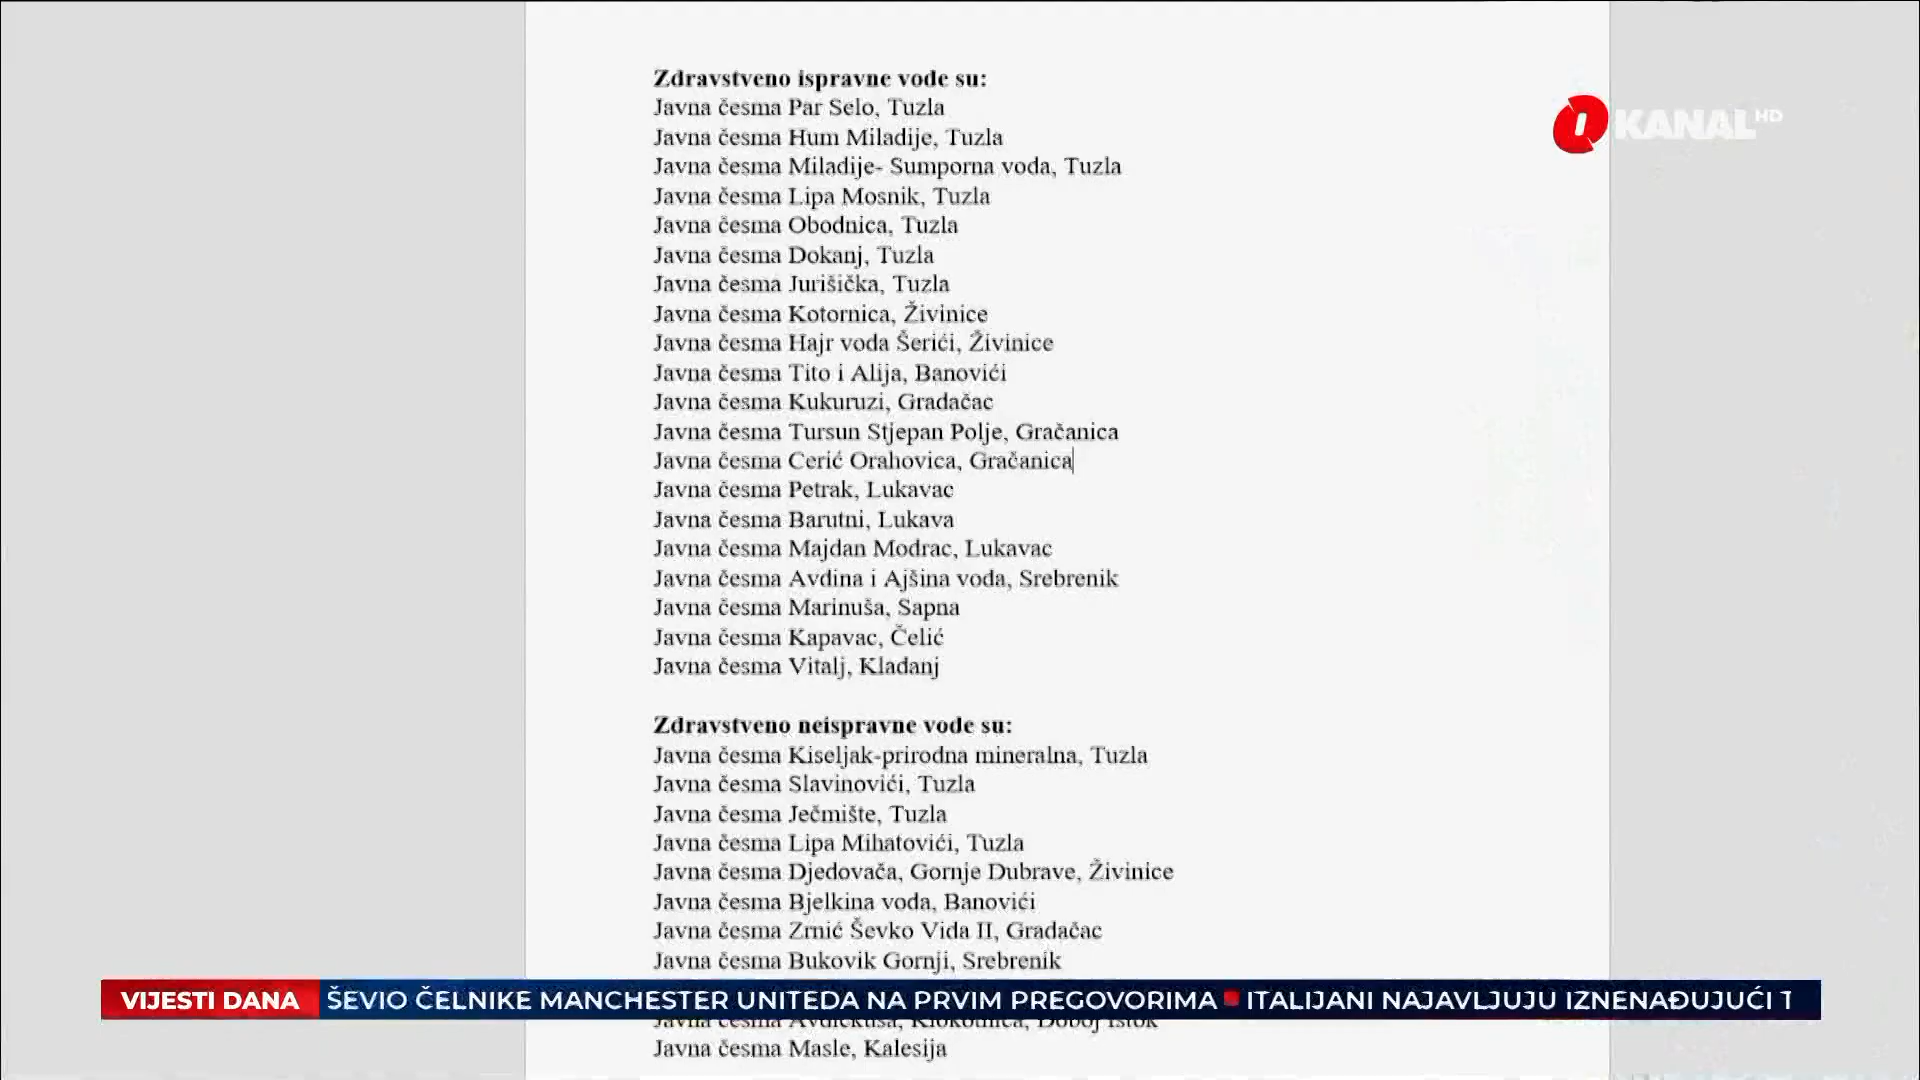 Zdravstveno ispravne vode su:
Javna česma Par Selo, Tuzla
Javna česma Hum Miladije, Tuzla
Javna česma Miladije- Sumporna voda, Tuzla
Javna česma Lipa Mosnik, Tuzla
Javna česma Obodnica, Tuzla
Javna česma Dokanj, Tuzla
Javna česma Jurišička, Tuzla
Javna česma Kotornica, Živinice
Javna česma Hajr voda Šerići, Živinice
Javna česma Tito i Alija, Banovići
Javna česma Kukuruzi, Gradačac
Javna česma Tursun Stjepan Polje, Gračanica
Javna česma Cerić Orahovica, Gračanica
Javna česma Petrak, Lukavac
Javna česma Barutni, Lukava
Javna česma Majdan Modrac, Lukavac
Javna česma Avdina i Ajšina voda, Srebrenik
Javna česma Marinuša, Sapna
Javna česma Kapavac, Čelić
Javna česma Vitalj, Kladanj
Zdravstveno neispravne vode su:
Javna česma Kiseljak-prirodna mineralna, Tuzla
Javna česma Slavinovići, Tuzla
Javna česma Ječmište, Tuzla
Javna česma Lipa Mihatovići, Tuzla
Javna česma Djedovača, Gornje Dubrave, Živinice
Javna česma Bjelkina voda, Banovići
Javna česma Zrnić Ševko Vida II, Gradačac
Javna česma Bukovik Gornji, Srebrenik
Javna česma Klokotnica, Doboj Istok
Javna česma Masle, Kalesija
O KANAL HD
VIJESTI DANA ŠEVIO ČELNIKE MANCHESTER UNITEDA NA PRVIM PREGOVORIMA ITALIJANI NAJAVLJUJU IZNENAĐUJUĆI